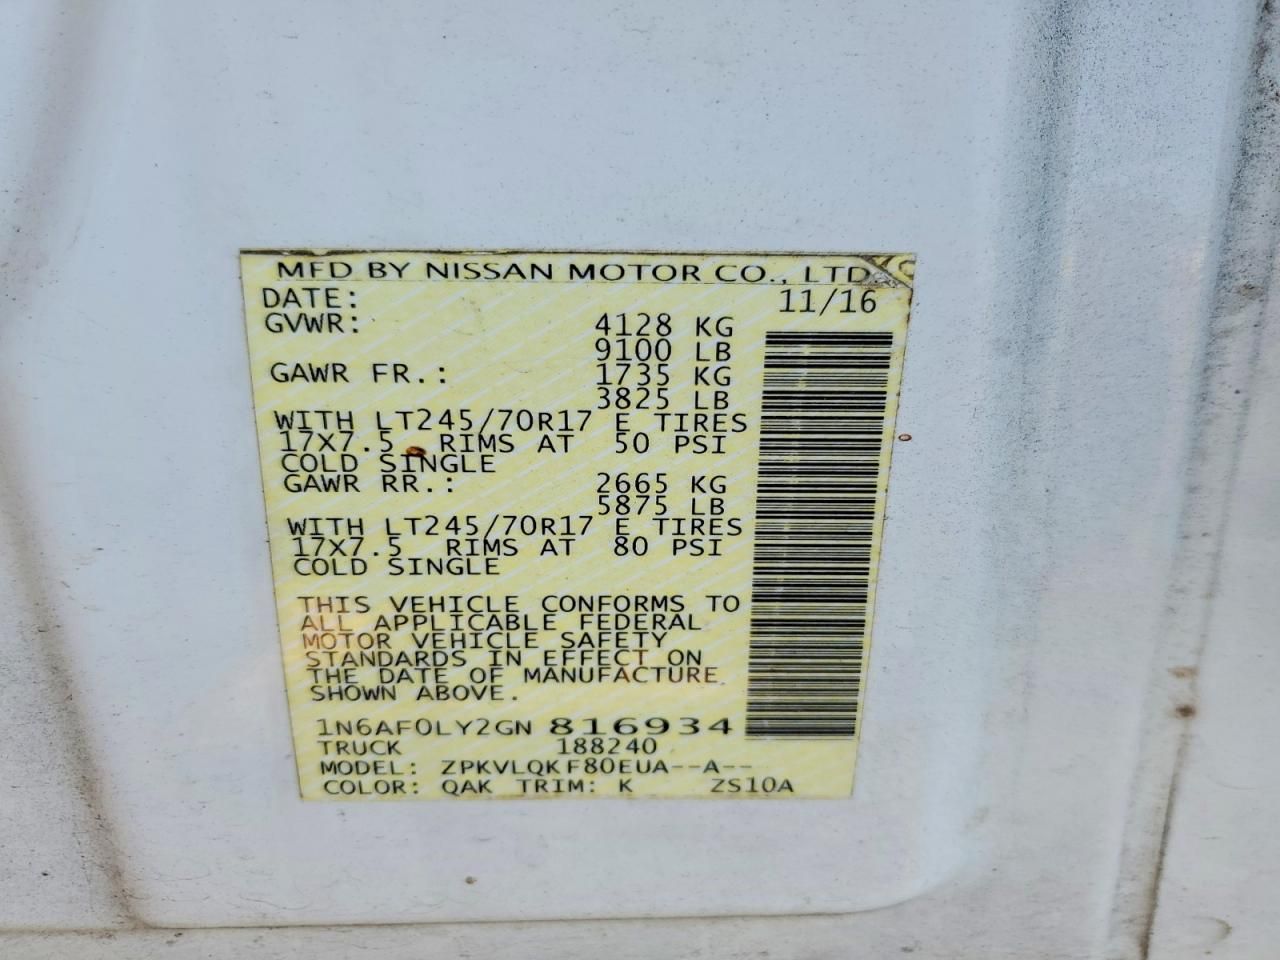 MFD BY NISSAN MOTOR CO., LTD
DATE: 11/16
GVWR: 4128 KG
9100 LB
GAWR FR.: 1735 KG
3825 LB
WITH LT245/70R17 E TIRES
17X7.5 RIMS AT 50 PSI
COLD SINGLE
GAWR RR.: 2665 KG
5875 LB
WITH LT245/70R17 E TIRES
17X7.5 RIMS AT 80 PSI
COLD SINGLE
THIS VEHICLE CONFORMS TO
ALL APPLICABLE FEDERAL
MOTOR VEHICLE SAFETY
STANDARDS IN EFFECT ON
THE DATE OF MANUFACTURE
SHOWN ABOVE.
1N6AF0LY2GN 816934
TRUCK 188240
MODEL: ZPKVLQKF80EUA--A--
COLOR: QAK TRIM: K ZS10A